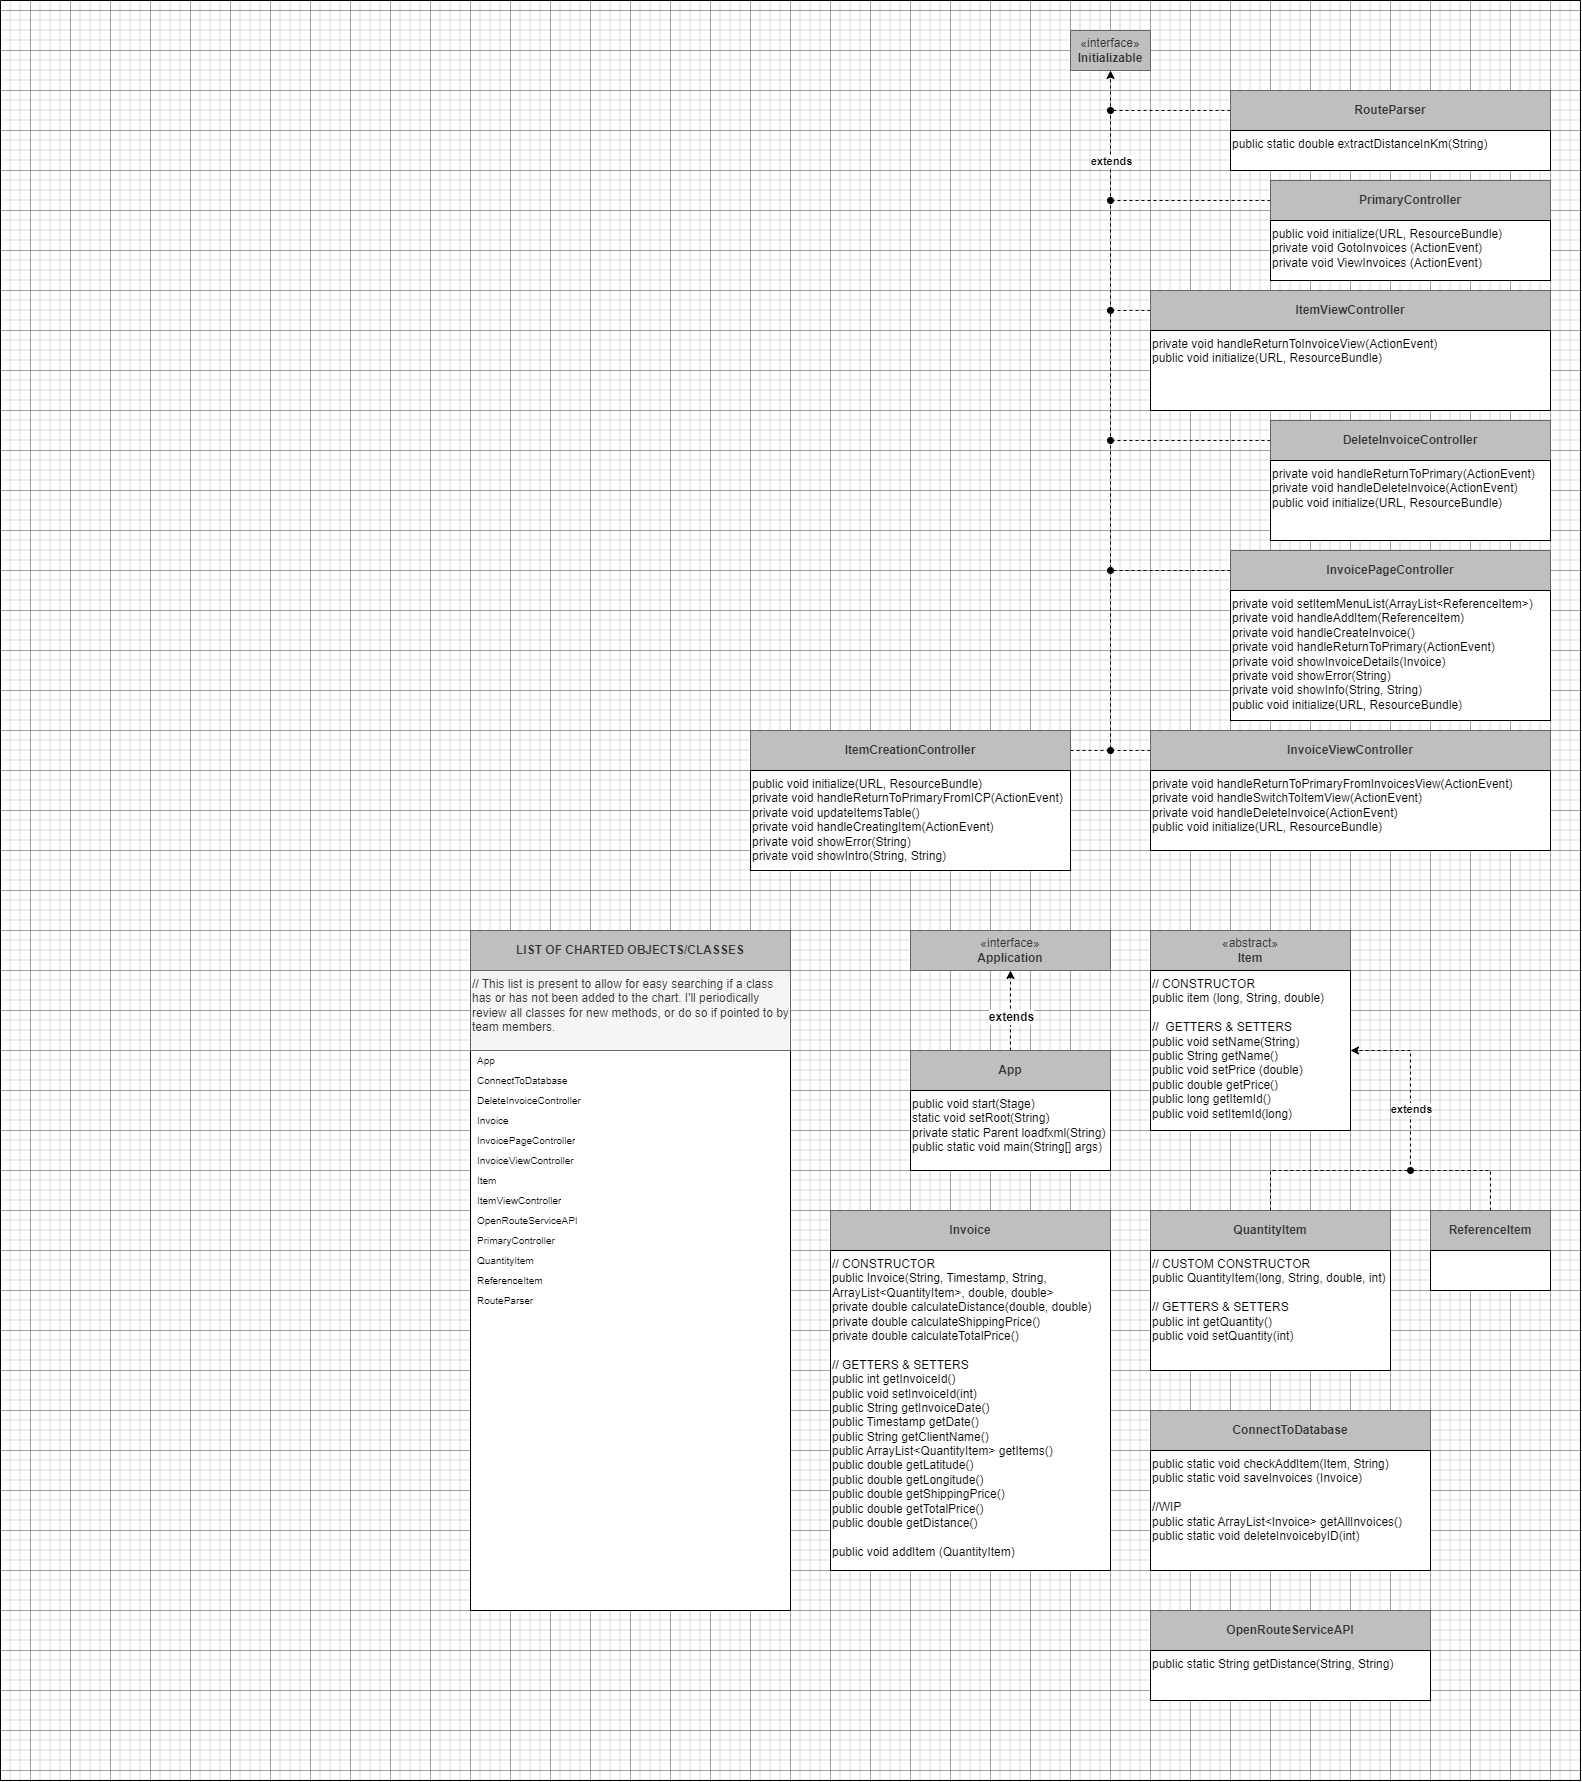 «interface»
Initializable
extends
RouteParser
public static double extractDistanceInKm(String)
PrimaryController
public void initialize(URL, ResourceBundle)
private void GotoInvoices (ActionEvent)
private void ViewInvoices (ActionEvent)
ItemViewController
private void handleReturnToInvoiceView(ActionEvent)
public void initialize(URL, ResourceBundle)
DeleteInvoiceController
private void handleReturnToPrimary(ActionEvent)
private void handleDeleteInvoice(ActionEvent)
public void initialize(URL, ResourceBundle)
InvoicePageController
private void setItemMenuList(ArrayList<ReferenceItem>)
private void handleAddItem(ReferenceItem)
private void handleCreateInvoice()
private void handleReturnToPrimary(ActionEvent)
private void showInvoiceDetails(Invoice)
private void showError(String)
private void showInfo(String, String)
public void initialize(URL, ResourceBundle)
ItemCreationController
public void initialize(URL, ResourceBundle)
private void handleReturnToPrimaryFromICP(ActionEvent)
private void updateItemsTable()
private void handleCreatingItem(ActionEvent)
private void showError(String)
private void showIntro(String, String)
InvoiceViewController
private void handleReturnToPrimaryFromInvoicesView(ActionEvent)
private void handleSwitchToItemView(ActionEvent)
private void handleDeleteInvoice(ActionEvent)
public void initialize(URL, ResourceBundle)
LIST OF CHARTED OBJECTS/CLASSES
// This list is present to allow for easy searching if a class
has or has not been added to the chart. I'll periodically
review all classes for new methods, or do so if pointed to by
team members.
App
ConnectToDatabase
DeleteInvoiceController
Invoice
InvoicePageController
InvoiceViewController
Item
ItemViewController
OpenRouteServiceAPI
PrimaryController
QuantityItem
ReferenceItem
RouteParser
«interface»
Application
extends
App
public void start(Stage)
static void setRoot(String)
private static Parent loadfxml(String)
public static void main(String[] args)
«abstract»
Item
// CONSTRUCTOR
public item (long, String, double)
//  GETTERS & SETTERS
public void setName(String)
public String getName()
public void setPrice (double)
public double getPrice()
public long getItemId()
public void setItemId(long)
extends
Invoice
// CONSTRUCTOR
public Invoice(String, Timestamp, String,
ArrayList<QuantityItem>, double, double>
private double calculateDistance(double, double)
private double calculateShippingPrice()
private double calculateTotalPrice()
// GETTERS & SETTERS
public int getInvoiceId()
public void setInvoiceId(int)
public String getInvoiceDate()
public Timestamp getDate()
public String getClientName()
public ArrayList<QuantityItem> getItems()
public double getLatitude()
public double getLongitude()
public double getShippingPrice()
public double getTotalPrice()
public double getDistance()
public void addItem (QuantityItem)
QuantityItem
// CUSTOM CONSTRUCTOR
public QuantityItem(long, String, double, int)
// GETTERS & SETTERS
public int getQuantity()
public void setQuantity(int)
ReferenceItem
ConnectToDatabase
public static void checkAddItem(Item, String)
public static void saveInvoices (Invoice)
//WIP
public static ArrayList<Invoice> getAllInvoices()
public static void deleteInvoicebyID(int)
OpenRouteServiceAPI
public static String getDistance(String, String)